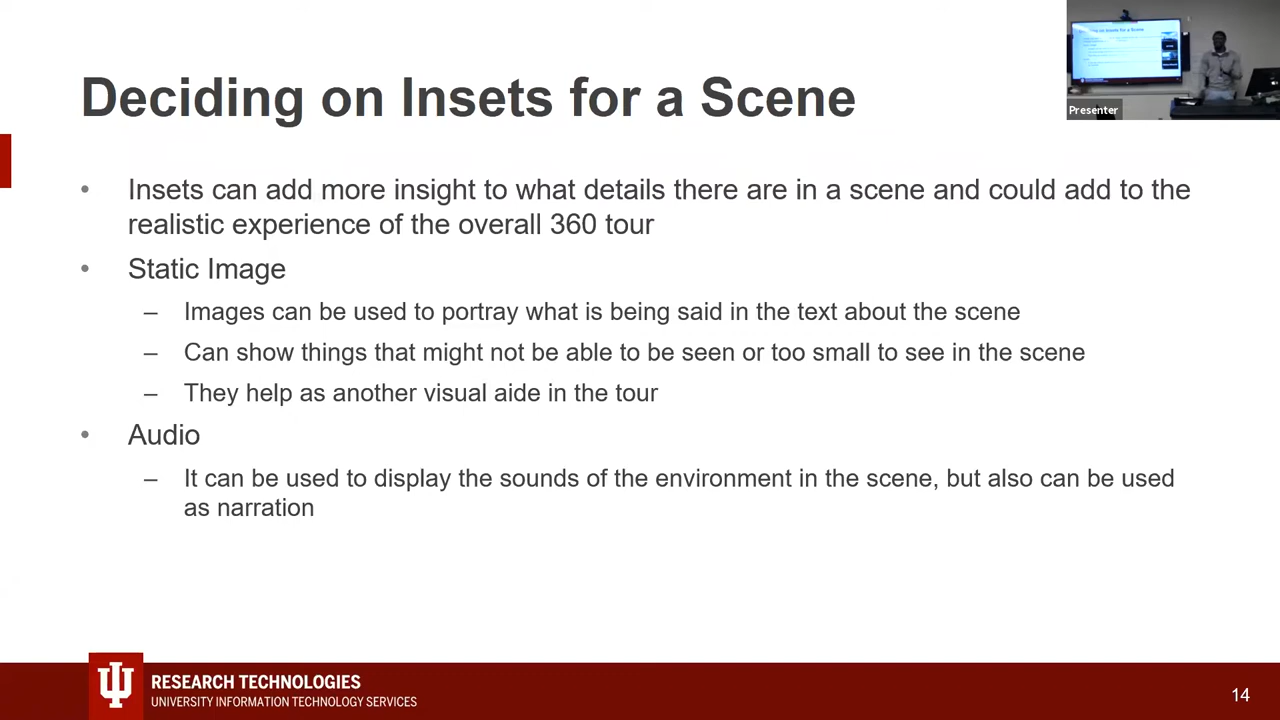 Deciding on Insets for a Scene
Presenter
• Insets can add more insight to what details there are in a scene and could add to the
realistic experience of the overall 360 tour
• Static Image
– Images can be used to portray what is being said in the text about the scene
– Can show things that might not be able to be seen or too small to see in the scene
– They help as another visual aide in the tour
• Audio
– It can be used to display the sounds of the environment in the scene, but also can be used
as narration
RESEARCH TECHNOLOGIES
UNIVERSITY INFORMATION TECHNOLOGY SERVICES
14